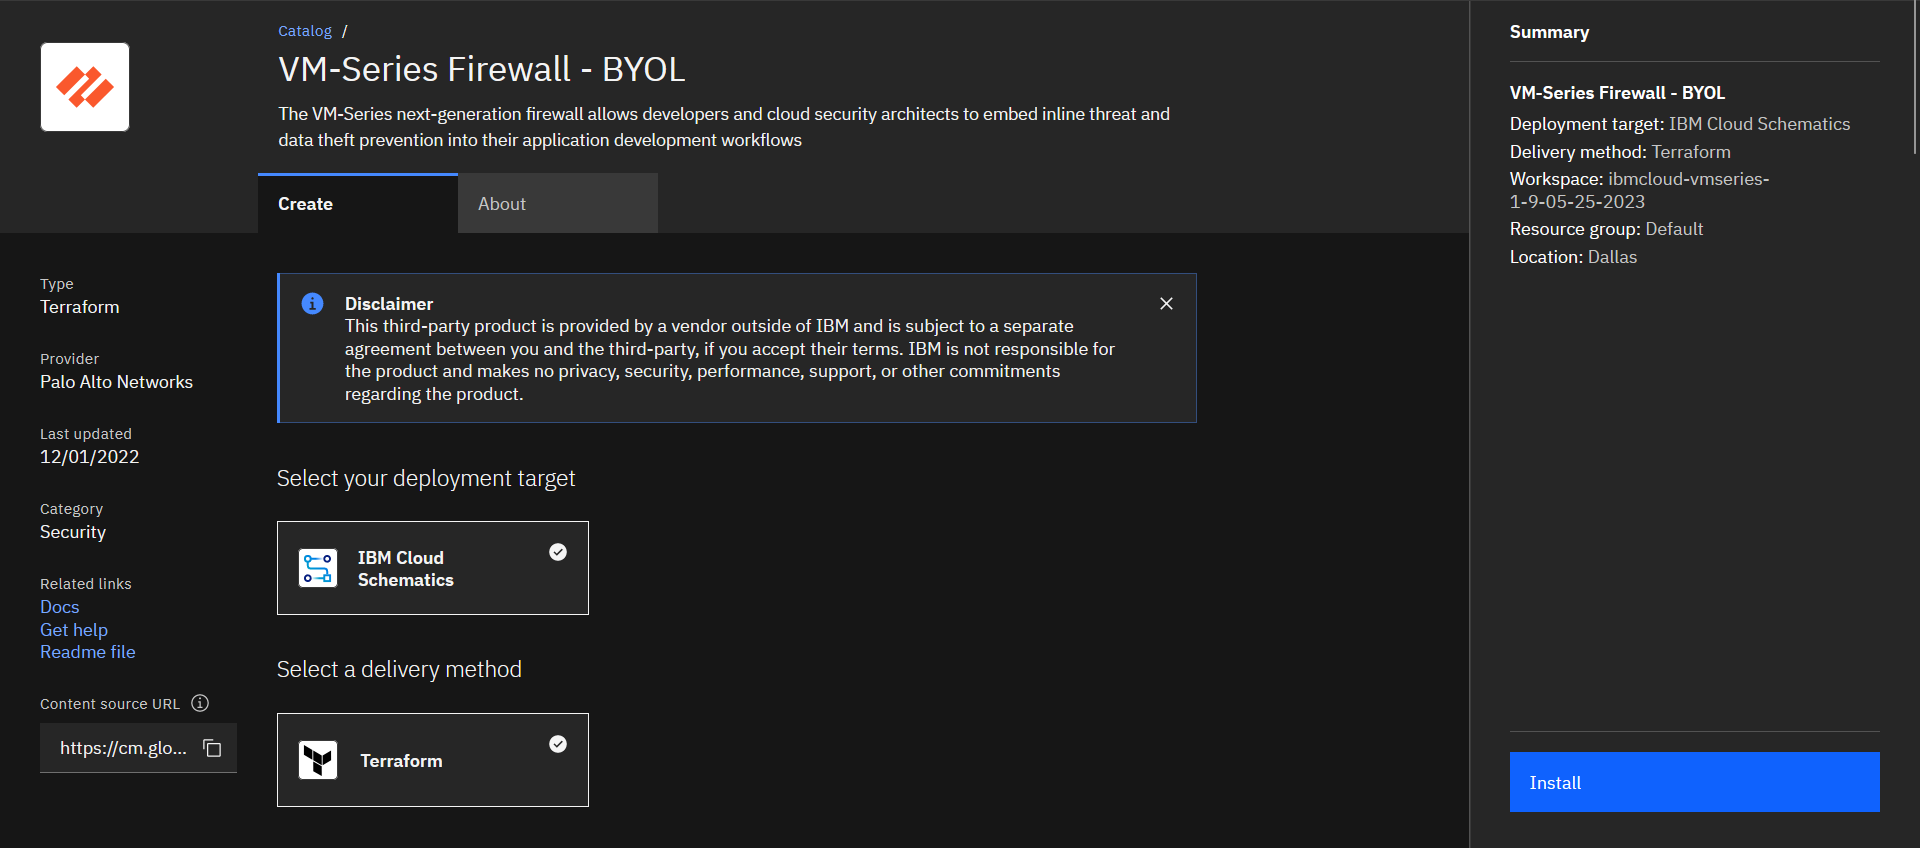 Catalog /
VM-Series Firewall - BYOL
The VM-Series next-generation firewall allows developers and cloud security architects to embed inline threat and
data theft prevention into their application development workflows
Create
About
Type
Terraform
Provider
Palo Alto Networks
Last updated
12/01/2022
Category
Security
Related links
Docs
Get help
Readme file
Content source URL
https://cm.glo...
Disclaimer
This third-party product is provided by a vendor outside of IBM and is subject to a separate
agreement between you and the third-party, if you accept their terms. IBM is not responsible for
the product and makes no privacy, security, performance, support, or other commitments
regarding the product.
Select your deployment target
IBM Cloud
Schematics
Select a delivery method
Terraform
Summary
VM-Series Firewall - BYOL
Deployment target: IBM Cloud Schematics
Delivery method: Terraform
Workspace: ibmcloud-vmseries-
1-9-05-25-2023
Resource group: Default
Location: Dallas
Install